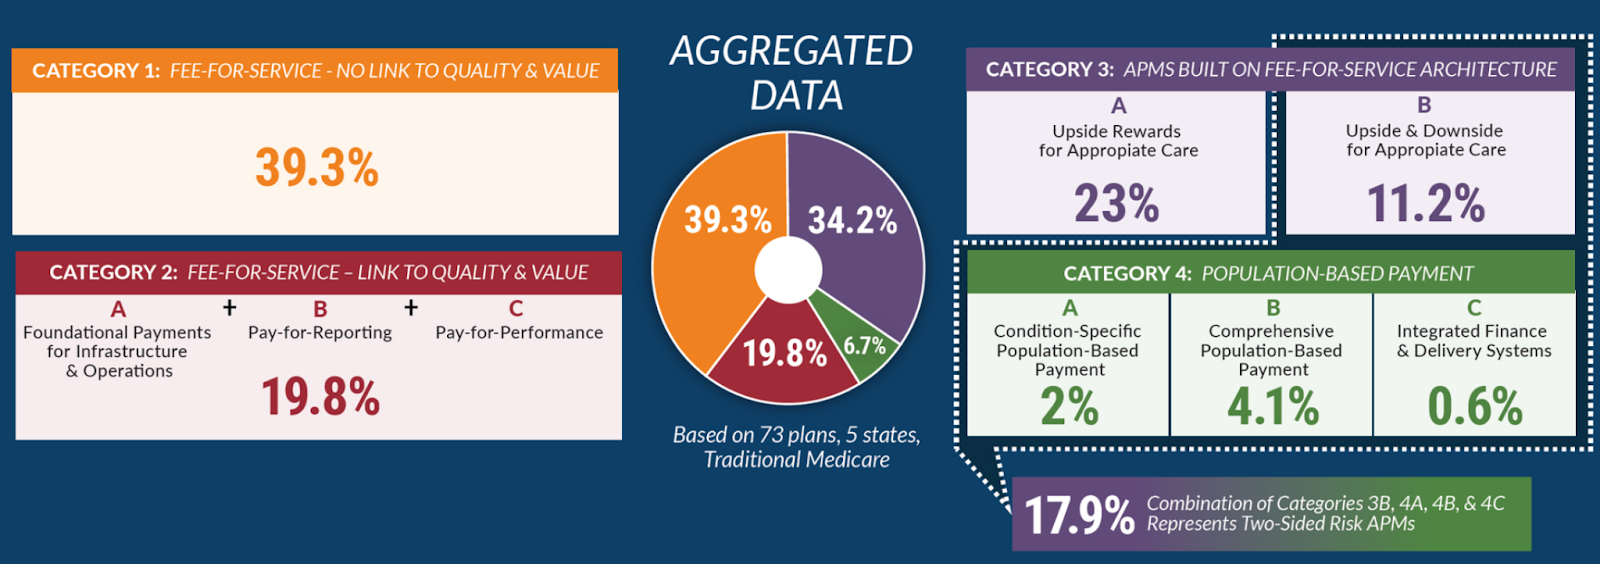 CATEGORY 1: FEE-FOR-SERVICE - NO LINK TO QUALITY & VALUE
39.3%
CATEGORY 2: FEE-FOR-SERVICE – LINK TO QUALITY & VALUE
A + B + C
Foundational Payments
for Infrastructure
& Operations
Pay-for-Reporting
Pay-for-Performance
19.8%
AGGREGATED
DATA
39.3%
34.2%
19.8%
6.7%
Based on 73 plans, 5 states,
Traditional Medicare
CATEGORY 3: APMS BUILT ON FEE-FOR-SERVICE ARCHITECTURE
A
Upside Rewards
for Appropiate Care
23%
B
Upside & Downside
for Appropiate Care
11.2%
CATEGORY 4: POPULATION-BASED PAYMENT
A
Condition-Specific
Population-Based
Payment
2%
B
Comprehensive
Population-Based
Payment
4.1%
C
Integrated Finance
& Delivery Systems
0.6%
17.9%
Combination of Categories 3B, 4A, 4B, & 4C
Represents Two-Sided Risk APMs